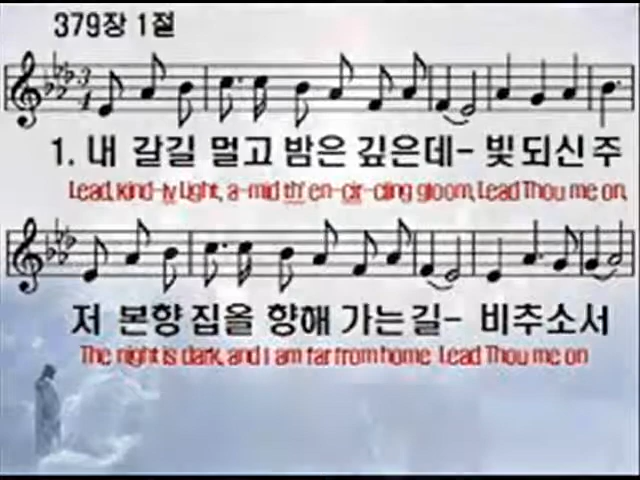 379장 1절
1. 내 갈길 멀고 밤은 깊은데- 빛 되신 주
Lead, kind-ly Light, a-mid th' en-cir-cling gloom, Lead Thou me on,
저 본향 집을 향해 가는길- 비추소서
The night is dark, and I am far from home Lead Thou me on